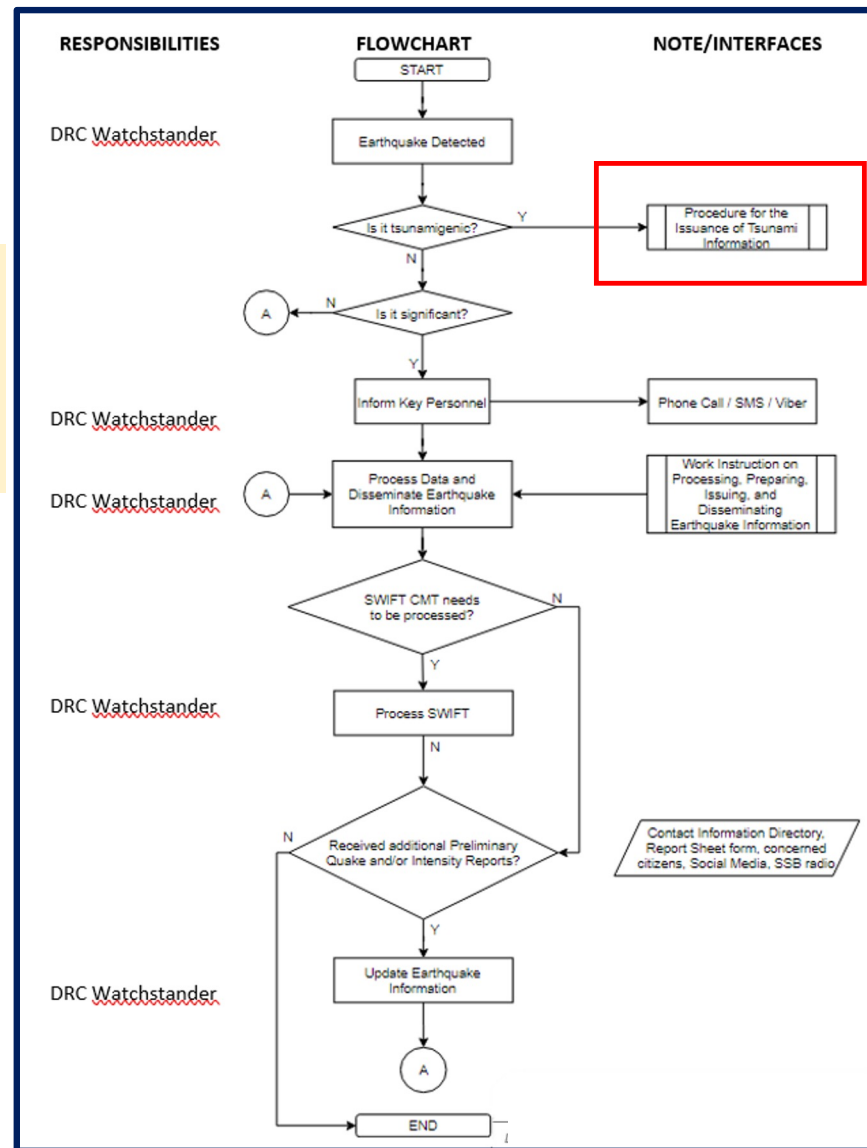 RESPONSIBILITIES FLOWCHART NOTE/INTERFACES
START
DRC Watchstander
Earthquake Detected
Is it tsunamigenic?
Y
Procedure for the
Issuance of Tsunami
Information
N
A
N
Is it significant?
Y
DRC Watchstander
Inform Key Personnel
Phone Call / SMS / Viber
DRC Watchstander
A
Process Data and
Disseminate Earthquake
Information
Work Instruction on
Processing, Preparing,
Issuing, and
Disseminating
Earthquake Information
SWIFT CMT needs
to be processed?
N
Y
DRC Watchstander
Process SWIFT
N
N
Received additional Preliminary
Quake and/or Intensity Reports?
Contact Information Directory,
Report Sheet form, concerned
citizens, Social Media, SSB radio
Y
DRC Watchstander
Update Earthquake
Information
A
END